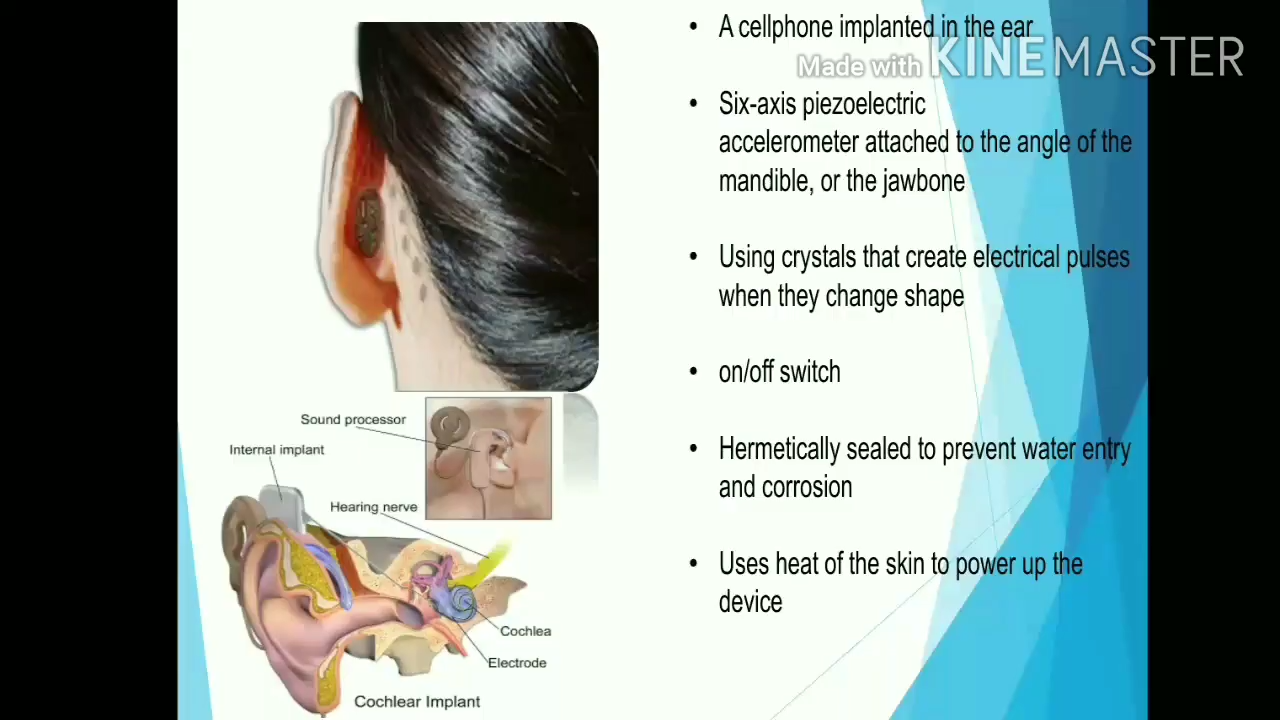 • A cellphone implanted in the ear
Made with KINEMASTER
• Six-axis piezoelectric
accelerometer attached to the angle of the
mandible, or the jawbone
• Using crystals that create electrical pulses
when they change shape
• on/off switch
• Hermetically sealed to prevent water entry
and corrosion
• Uses heat of the skin to power up the
device
Sound processor
Internal implant
Hearing nerve
Cochlea
Electrode
Cochlear Implant